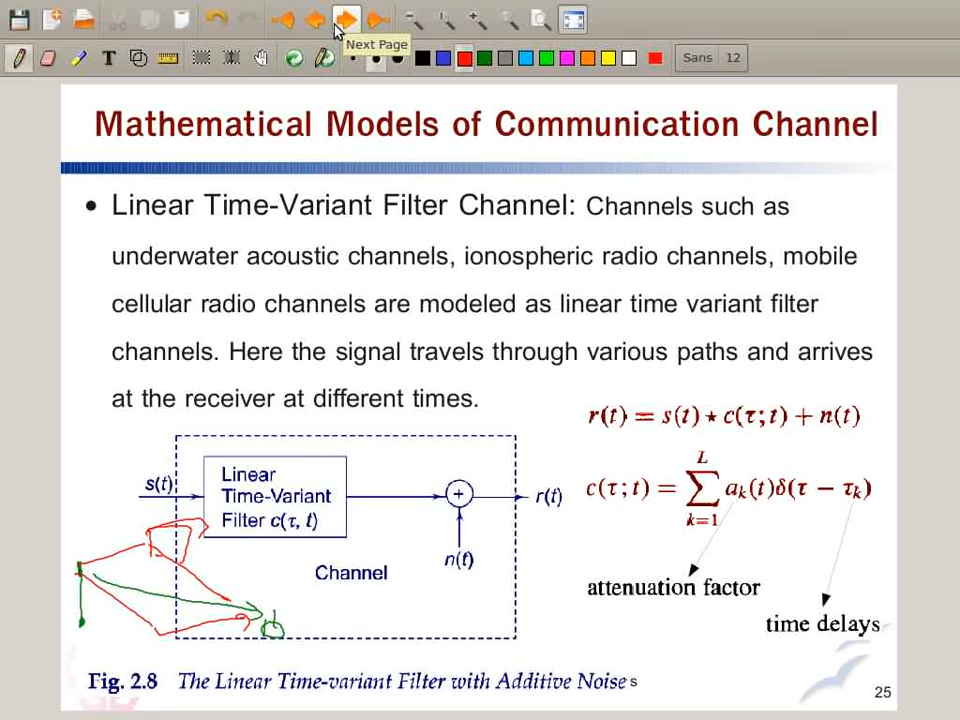 Next Page
Sans 12
Mathematical Models of Communication Channel
• Linear Time-Variant Filter Channel: Channels such as
underwater acoustic channels, ionospheric radio channels, mobile
cellular radio channels are modeled as linear time variant filter
channels. Here the signal travels through various paths and arrives
at the receiver at different times.
r(t) = s(t) ⋆ c(τ;t) + n(t)
c(τ;t) = ∑_{k=1}^{L} a_k(t)δ(τ − τ_k)
attenuation factor
time delays
s(t)
Linear
Time-Variant
Filter c(τ, t)
+
r(t)
n(t)
Channel
Fig. 2.8 The Linear Time-variant Filter with Additive Noise s
25